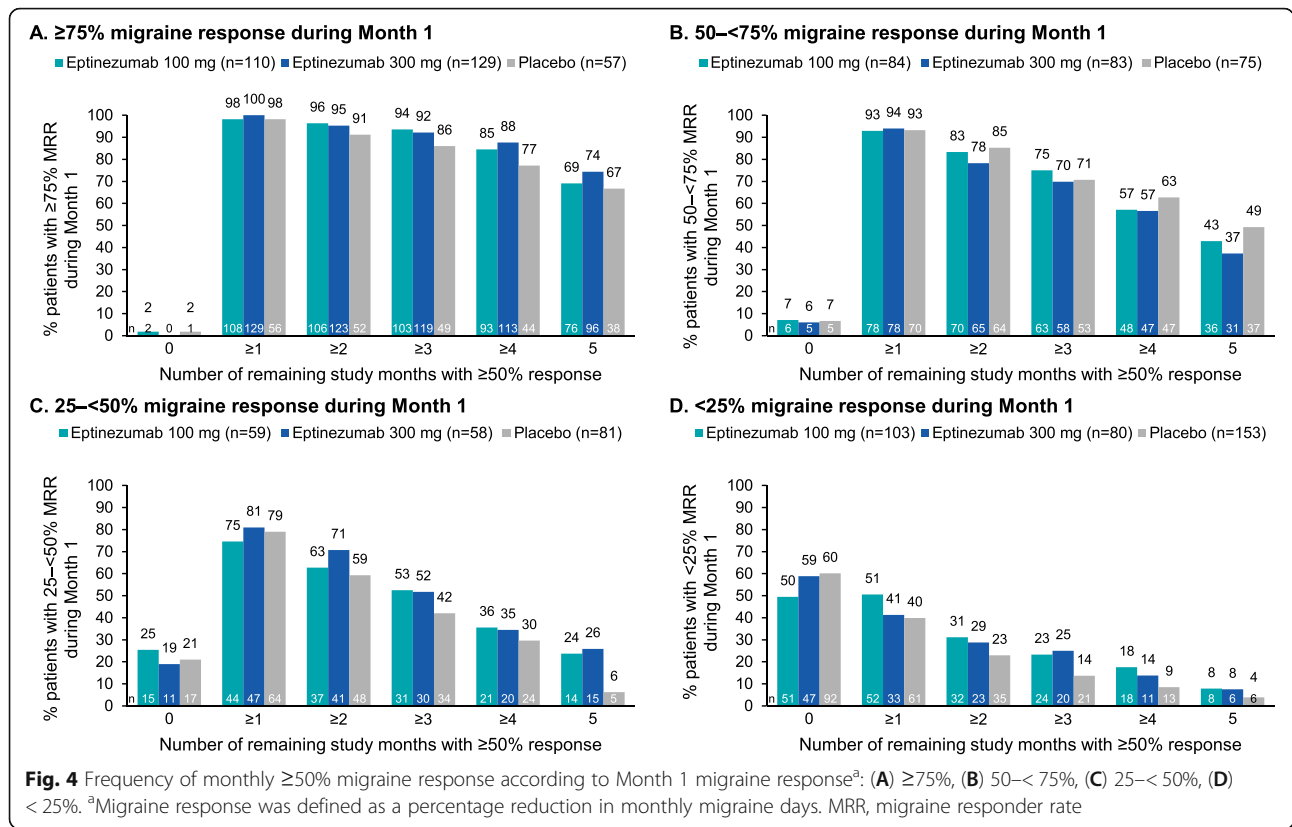 A. ≥75% migraine response during Month 1
Eptinezumab 100 mg (n=110) Eptinezumab 300 mg (n=129) Placebo (n=57)
% patients with ≥75% MRR
during Month 1
100
90
80
70
60
50
40
30
20
10
0
2 2
98 100 98
96 95 91
94 92 86
85 88 77
69 74 67
n 2 0 1 108 129 56 106 123 52 103 119 49 93 113 44 76 96 38
0 ≥1 ≥2 ≥3 ≥4 5
Number of remaining study months with ≥50% response
B. 50–<75% migraine response during Month 1
Eptinezumab 100 mg (n=84) Eptinezumab 300 mg (n=83) Placebo (n=75)
% patients with 50–<75% MRR
during Month 1
100
90
80
70
60
50
40
30
20
10
0
7 6 7
93 94 93
83 78 85
75 70 71
57 57 63
43 37 49
n 6 5 5 78 78 70 70 65 64 63 58 53 48 47 47 36 31 37
0 ≥1 ≥2 ≥3 ≥4 5
Number of remaining study months with ≥50% response
C. 25–<50% migraine response during Month 1
Eptinezumab 100 mg (n=59) Eptinezumab 300 mg (n=58) Placebo (n=81)
% patients with 25–<50% MRR
during Month 1
100
90
80
70
60
50
40
30
20
10
0
25 19 21
75 81 79
63 71 59
53 52 42
36 35 30
24 26 6
n 15 11 17 44 47 64 37 41 48 31 30 34 21 20 24 14 15 5
0 ≥1 ≥2 ≥3 ≥4 5
Number of remaining study months with ≥50% response
D. <25% migraine response during Month 1
Eptinezumab 100 mg (n=103) Eptinezumab 300 mg (n=80) Placebo (n=153)
% patients with <25% MRR
during Month 1
100
90
80
70
60
50
40
30
20
10
0
50 59 60
51 41 40
31 29 23
23 25 14
18 14 9
8 8 4
n 51 47 92 52 33 61 32 23 35 24 20 21 18 11 13 8 6 6
0 ≥1 ≥2 ≥3 ≥4 5
Number of remaining study months with ≥50% response
Fig. 4 Frequency of monthly ≥50% migraine response according to Month 1 migraine responseᵃ: (A) ≥75%, (B) 50–< 75%, (C) 25–< 50%, (D)
< 25%. ᵃMigraine response was defined as a percentage reduction in monthly migraine days. MRR, migraine responder rate